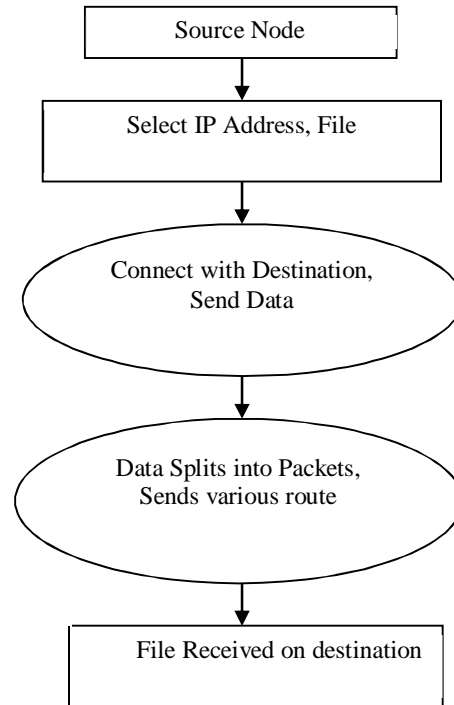 Source Node
Select IP Address, File
Connect with Destination,
Send Data
Data Splits into Packets,
Sends various route
File Received on destination